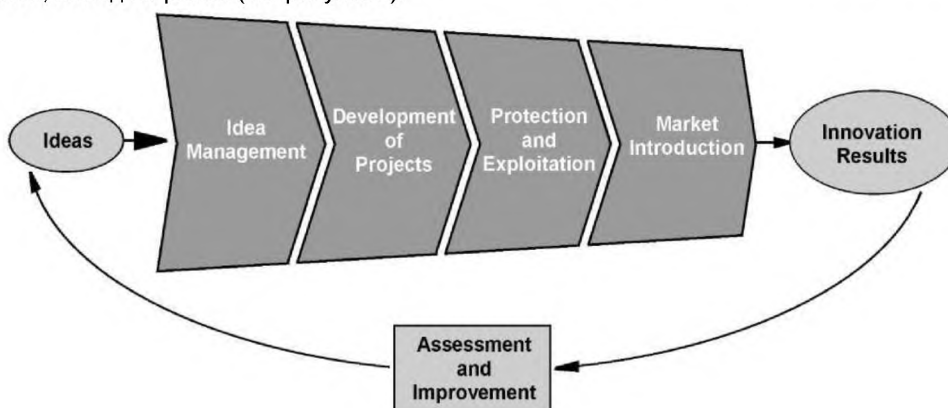 Ideas
Idea
Management
Development
of
Projects
Protection
and
Exploitation
Market
Introduction
Innovation
Results
Assessment
and
Improvement